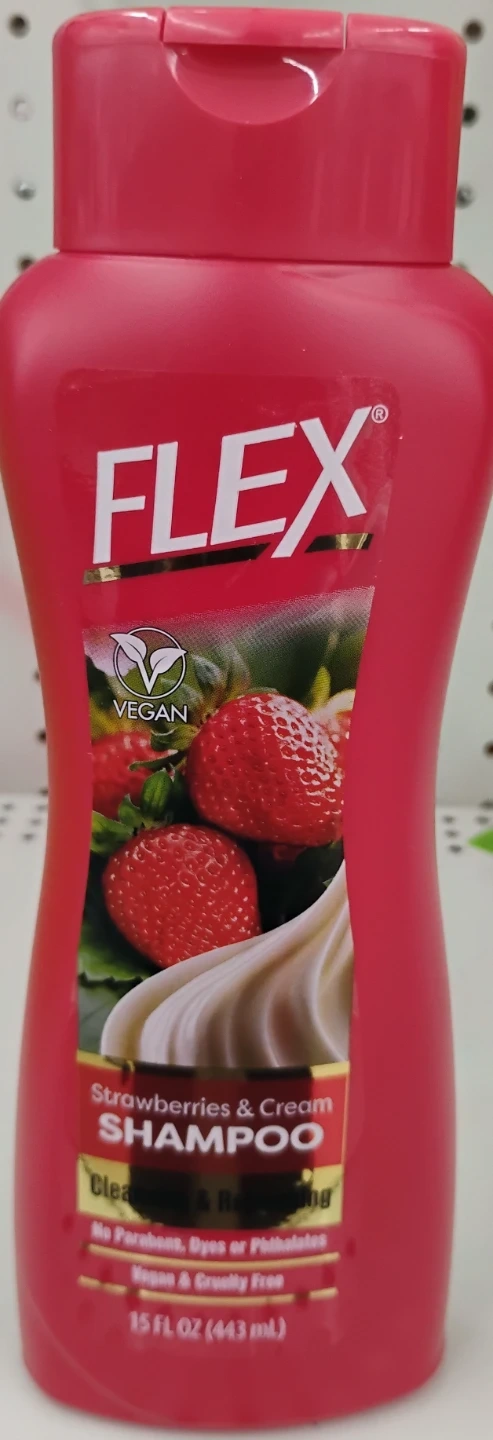 FLEX®
VEGAN
Strawberries & Cream
SHAMPOO
&
No Parabens, Dyes or Phthalates
Vegan & Cruelty Free
15 FL OZ (443 mL)